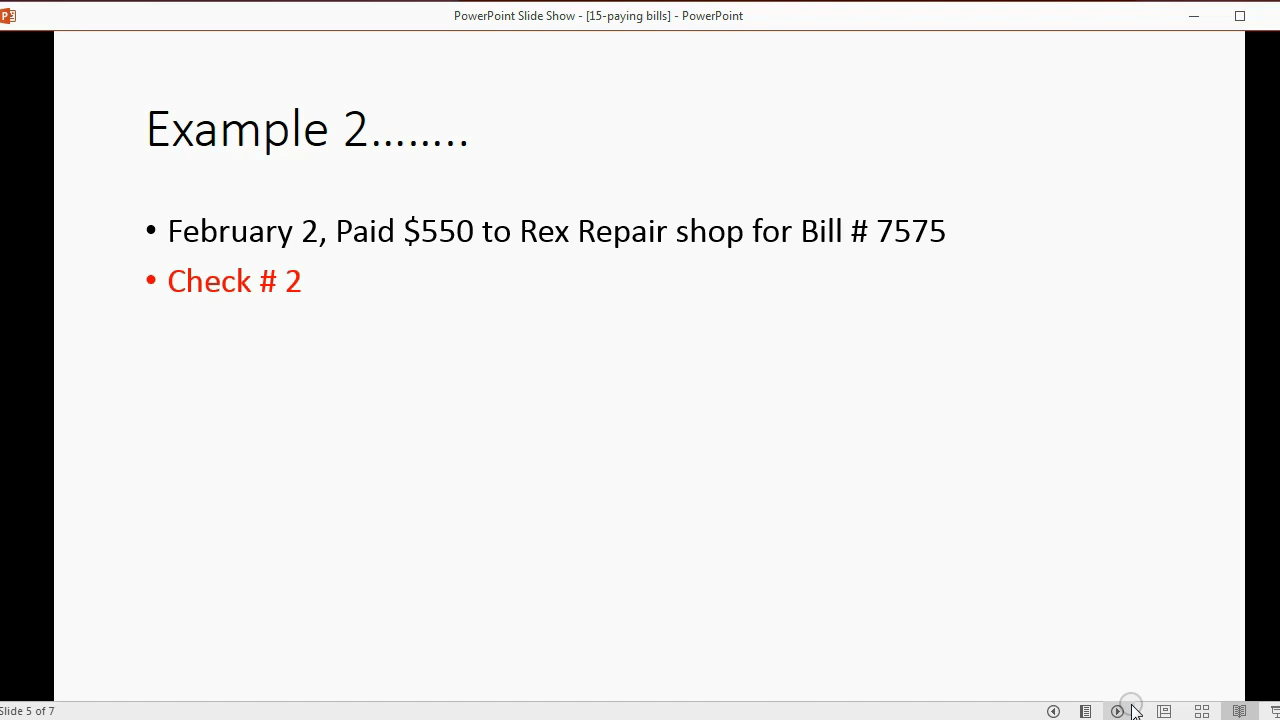 PowerPoint Slide Show - [15-paying bills] - PowerPoint
Example 2........
• February 2, Paid $550 to Rex Repair shop for Bill # 7575
• Check # 2
Slide 5 of 7